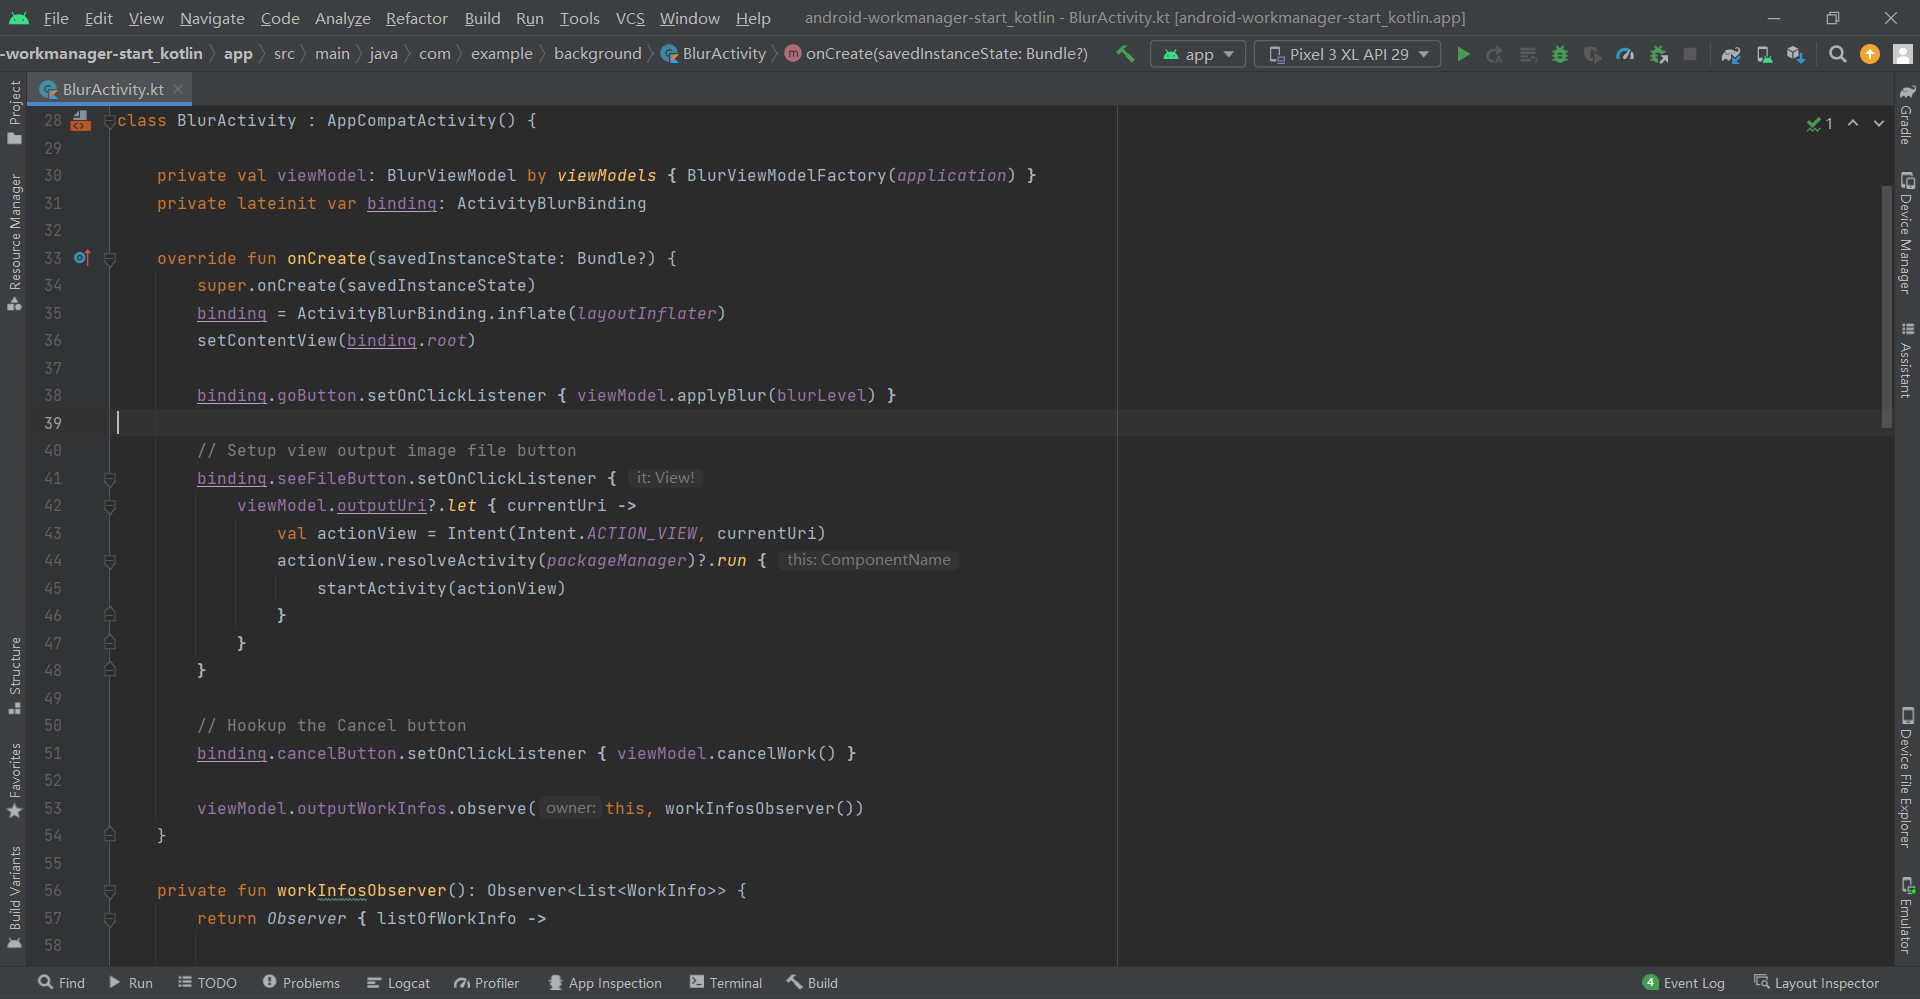 File Edit View Navigate Code Analyze Refactor Build Run Tools VCS Window Help android-workmanager-start_kotlin - BlurActivity.kt [android-workmanager-start_kotlin.app]
-workmanager-start_kotlin app src main java com example background BlurActivity m onCreate(savedInstanceState: Bundle?) app Pixel 3 XL API 29
BlurActivity.kt
Project
Resource Manager
Structure
Favorites
Build Variants
28 class BlurActivity : AppCompatActivity() {
1
29
30 private val viewModel: BlurViewModel by viewModels { BlurViewModelFactory(application) }
31 private lateinit var binding: ActivityBlurBinding
32
33 override fun onCreate(savedInstanceState: Bundle?) {
34 super.onCreate(savedInstanceState)
35 binding = ActivityBlurBinding.inflate(layoutInflater)
36 setContentView(binding.root)
37
38 binding.goButton.setOnClickListener { viewModel.applyBlur(blurLevel) }
39
40 // Setup view output image file button
41 binding.seeFileButton.setOnClickListener { it: View!
42 viewModel.outputUri?.let { currentUri ->
43 val actionView = Intent(Intent.ACTION_VIEW, currentUri)
44 actionView.resolveActivity(packageManager)?.run { this: ComponentName
45 startActivity(actionView)
46 }
47 }
48 }
49
50 // Hookup the Cancel button
51 binding.cancelButton.setOnClickListener { viewModel.cancelWork() }
52
53 viewModel.outputWorkInfos.observe( owner: this, workInfosObserver())
54 }
55
56 private fun workInfosObserver(): Observer<List<WorkInfo>> {
57 return Observer { listOfWorkInfo ->
58
Gradle
Device Manager
Assistant
Device File Explorer
Emulator
Find Run TODO Problems Logcat Profiler App Inspection Terminal Build 4 Event Log Layout Inspector